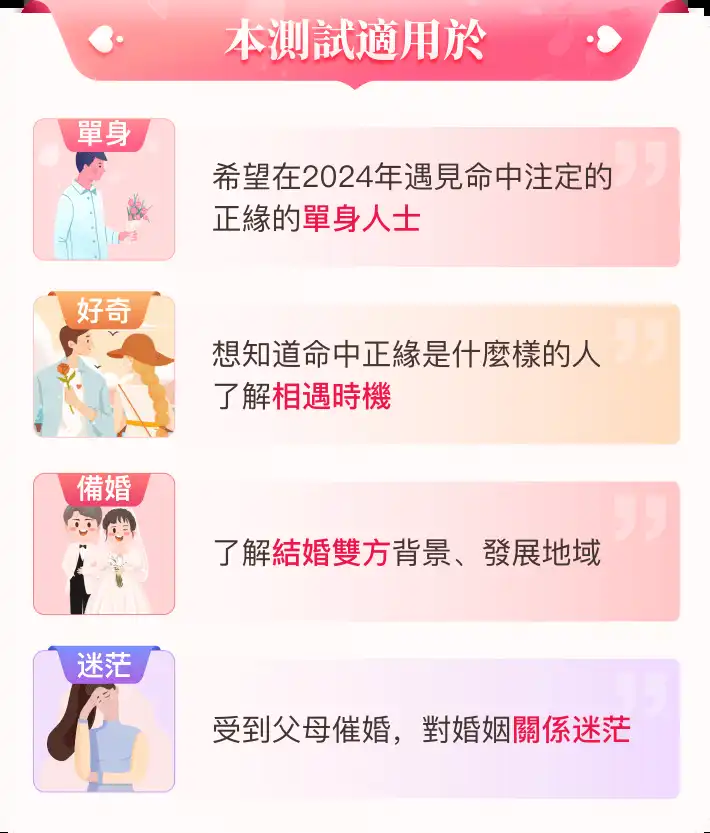 本測試適用於
單身
希望在2024年遇見命中注定的
正緣的單身人士
好奇
想知道命中正緣是什麼樣的人
了解相遇時機
備婚
了解結婚雙方背景、發展地域
迷茫
受到父母催婚，對婚姻關係迷茫